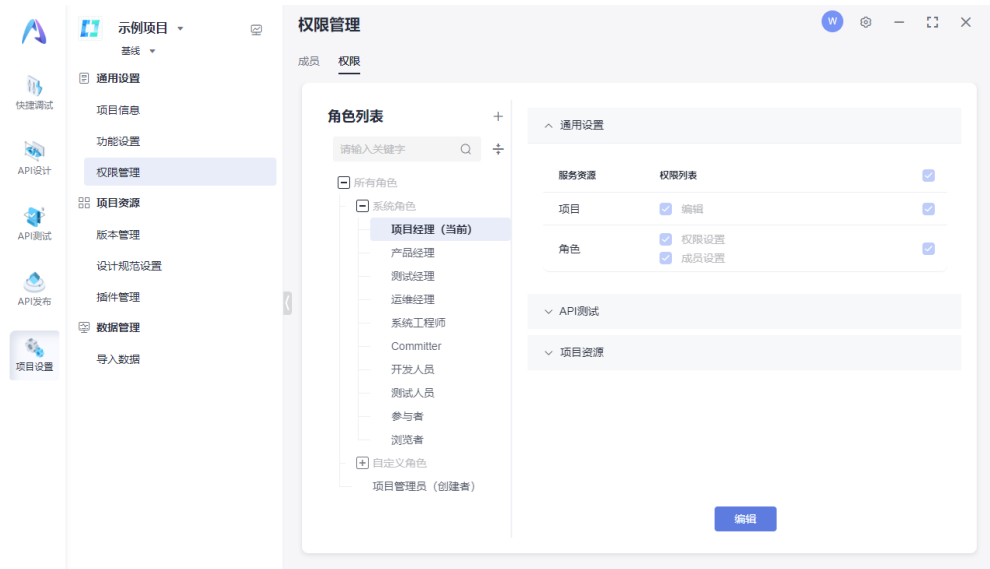 示例项目
基线
快捷调试
API设计
API测试
API发布
项目设置
通用设置
项目信息
功能设置
权限管理
项目资源
版本管理
设计规范设置
插件管理
数据管理
导入数据
权限管理
W
成员 权限
角色列表
请输入关键字
所有角色
系统角色
项目经理（当前）
产品经理
测试经理
运维经理
系统工程师
Committer
开发人员
测试人员
参与者
浏览者
自定义角色
项目管理员（创建者）
通用设置
服务资源 权限列表
项目 编辑
角色 权限设置
成员设置
API测试
项目资源
编辑